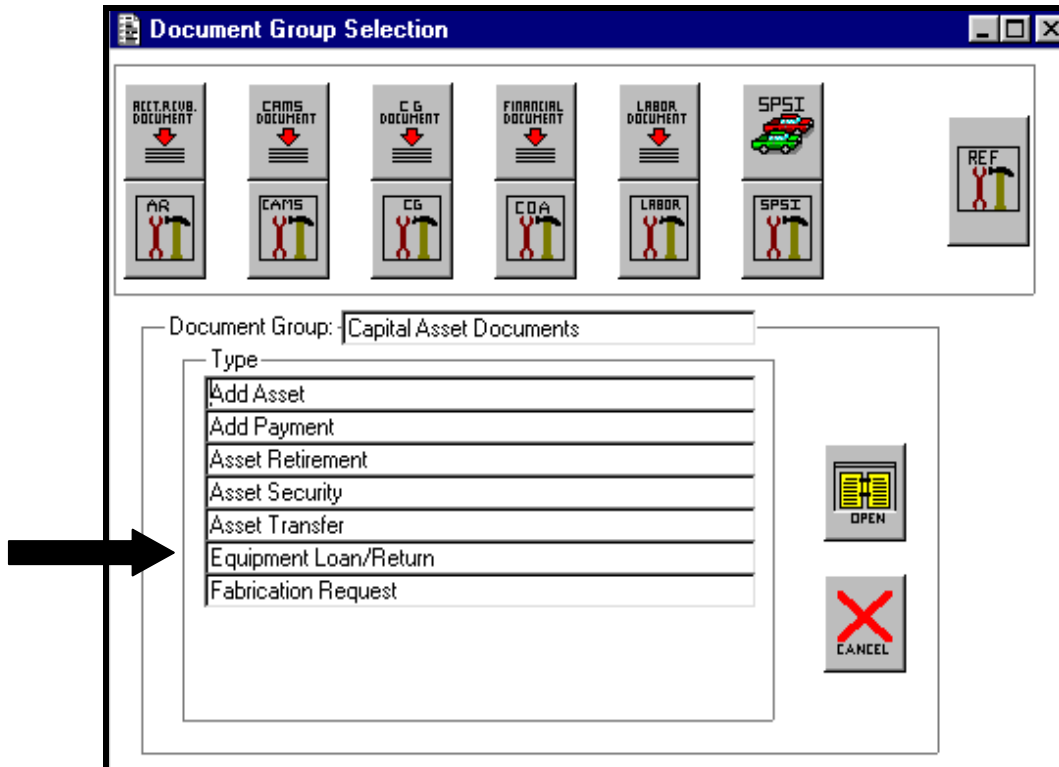 Document Group Selection
ACCT.RCVB. DOCUMENT
CAMS DOCUMENT
CG DOCUMENT
FINANCIAL DOCUMENT
LABOR DOCUMENT
SPSI
REF
AR
CAMS
CG
COA
LABOR
SPSI
Document Group: Capital Asset Documents
Type
Add Asset
Add Payment
Asset Retirement
Asset Security
Asset Transfer
Equipment Loan/Return
Fabrication Request
OPEN
CANCEL